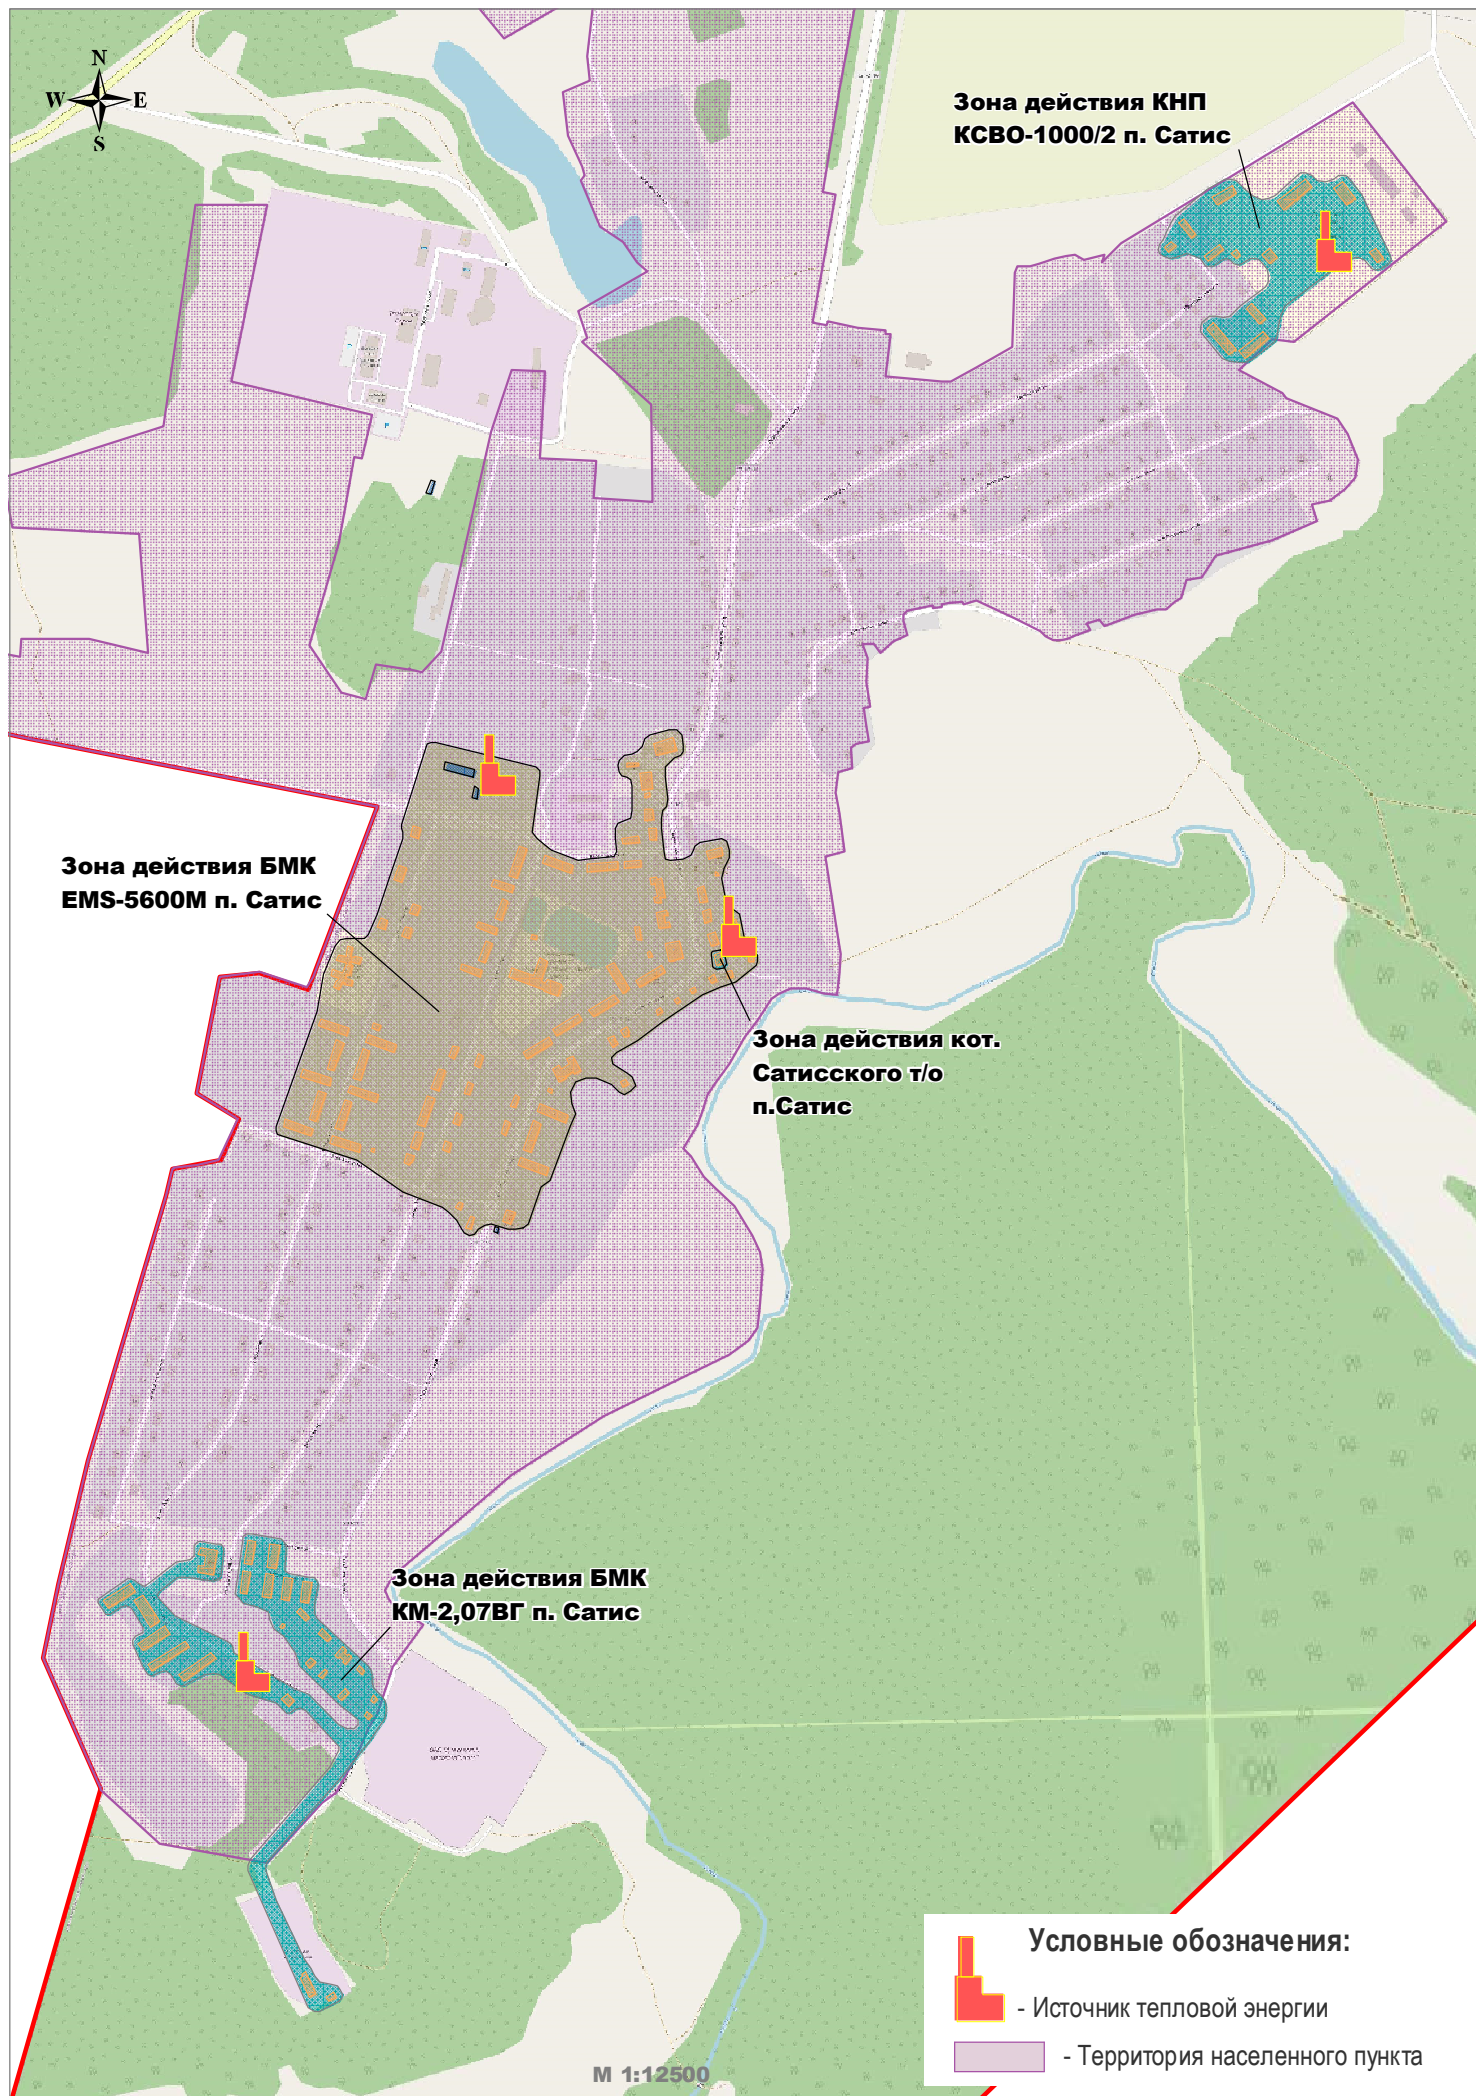 N
W E
S
Зона действия КНП
КСВО-1000/2 п. Сатис
Зона действия БМК
EMS-5600M п. Сатис
Зона действия кот.
Сатисского т/о
п.Сатис
Зона действия БМК
КМ-2,07ВГ п. Сатис
Условные обозначения:
- Источник тепловой энергии
- Территория населенного пункта
М 1:12500